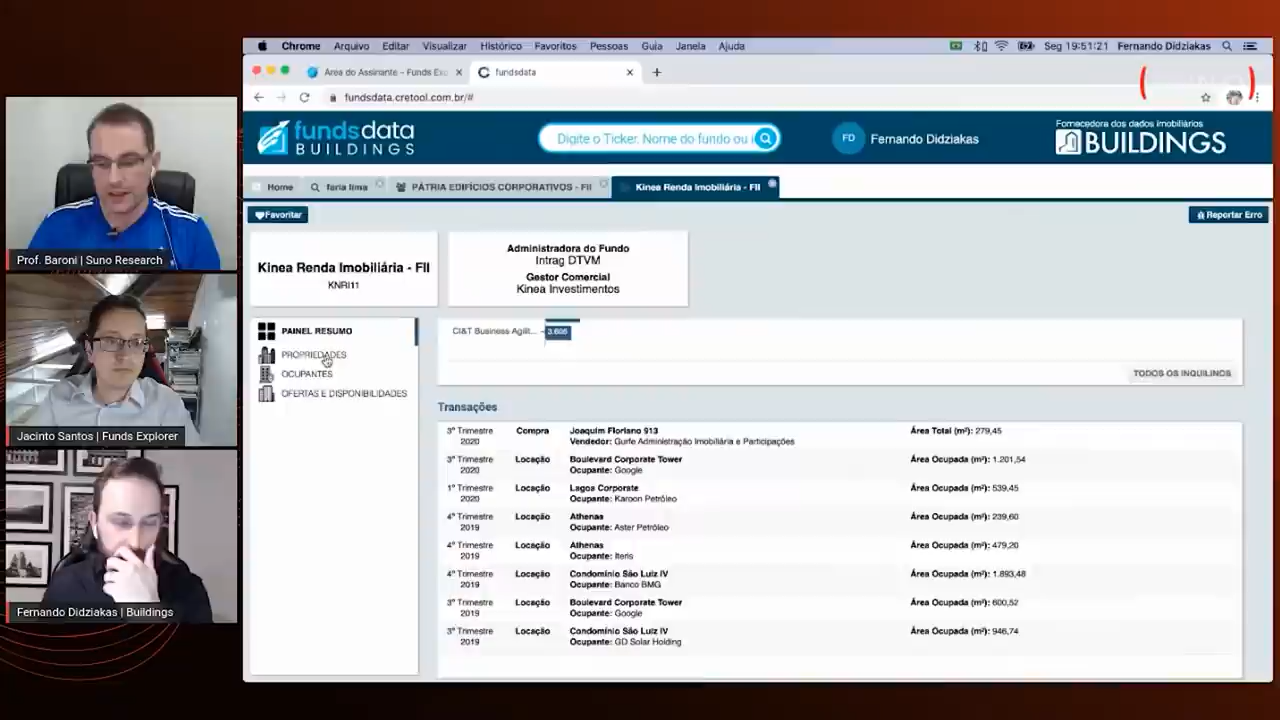 Chrome Arquivo Editar Visualizar Histórico Favoritos Pessoas Guia Janela Ajuda
Seg 19:51:21 Fernando Didziakas
Área do Assinante - Funds Exp
fundsdata
fundsdata.cretool.com.br/#
fundsdata
BUILDINGS
Digite o Ticker, Nome do fundo ou i
FD Fernando Didziakas
Fornecedora dos dados imobiliários
BUILDINGS
Home
faria lima
PÁTRIA EDIFÍCIOS CORPORATIVOS - FII
Kinea Renda Imobiliária - FII
Favoritar
Reportar Erro
Kinea Renda Imobiliária - FII
KNRI11
Administradora do Fundo
Intrag DTVM
Gestor Comercial
Kinea Investimentos
PAINEL RESUMO
PROPRIEDADES
OCUPANTES
OFERTAS E DISPONIBILIDADES
CI&T Business Agilit... 3.605
TODOS OS INQUILINOS
Transações
3º Trimestre 2020 Compra Joaquim Floriano 913 Área Total (m²): 279,45
Vendedor: Gurfe Administração Imobiliária e Participações
3º Trimestre 2020 Locação Boulevard Corporate Tower Área Ocupada (m²): 1.201,54
Ocupante: Google
1º Trimestre 2020 Locação Lagoa Corporate Área Ocupada (m²): 539,45
Ocupante: Karoon Petróleo
4º Trimestre 2019 Locação Athenas Área Ocupada (m²): 239,60
Ocupante: Aster Petróleo
4º Trimestre 2019 Locação Athenas Área Ocupada (m²): 479,20
Ocupante: Iteris
4º Trimestre 2019 Locação Condomínio São Luiz IV Área Ocupada (m²): 1.893,48
Ocupante: Banco BMG
3º Trimestre 2019 Locação Boulevard Corporate Tower Área Ocupada (m²): 600,52
Ocupante: Google
3º Trimestre 2019 Locação Condomínio São Luiz IV Área Ocupada (m²): 946,74
Ocupante: GD Solar Holding
Prof. Baroni | Suno Research
Jacinto Santos | Funds Explorer
Fernando Didziakas | Buildings